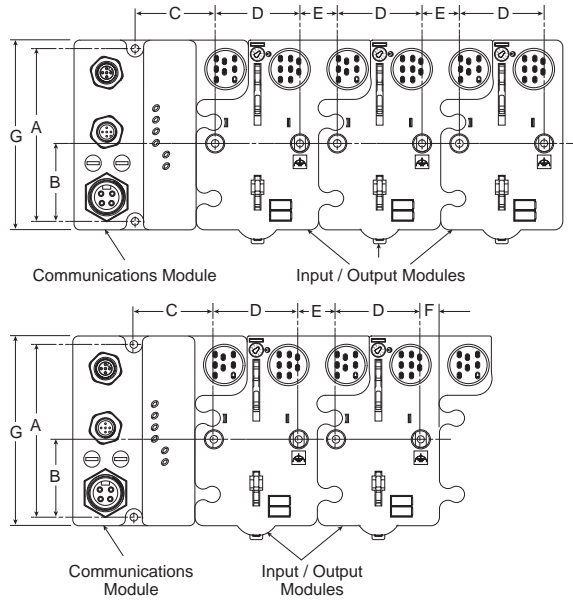 C D E D E D
G
A
B
Communications Module
Input / Output Modules
C D E D F
G
A
B
Communications
Module
Input / Output
Modules